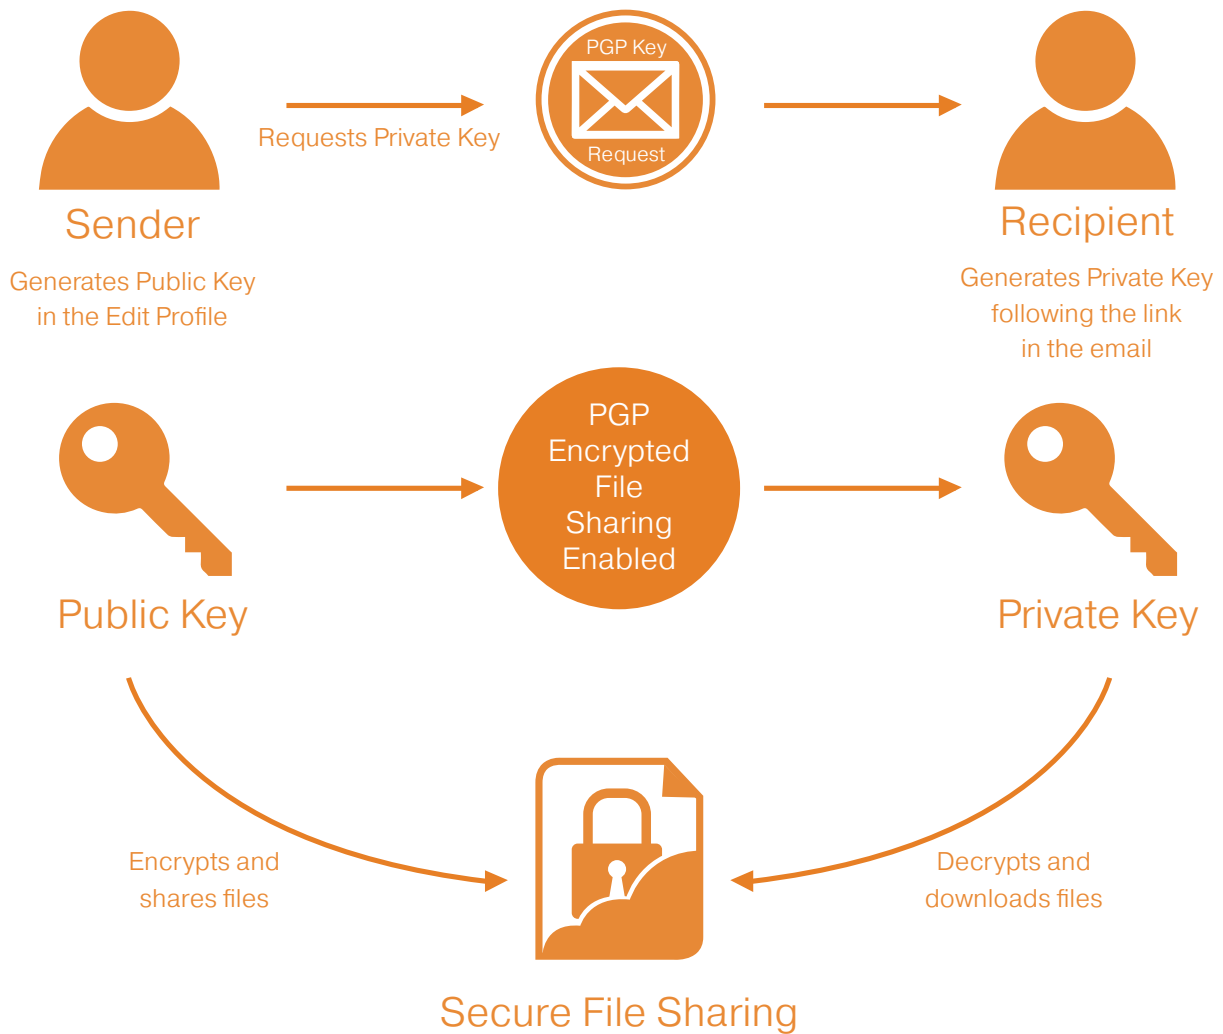 PGP Key
Request
Requests Private Key
Sender
Generates Public Key
in the Edit Profile
Recipient
Generates Private Key
following the link
in the email
PGP
Encrypted
File
Sharing
Enabled
Public Key
Private Key
Encrypts and
shares files
Decrypts and
downloads files
Secure File Sharing